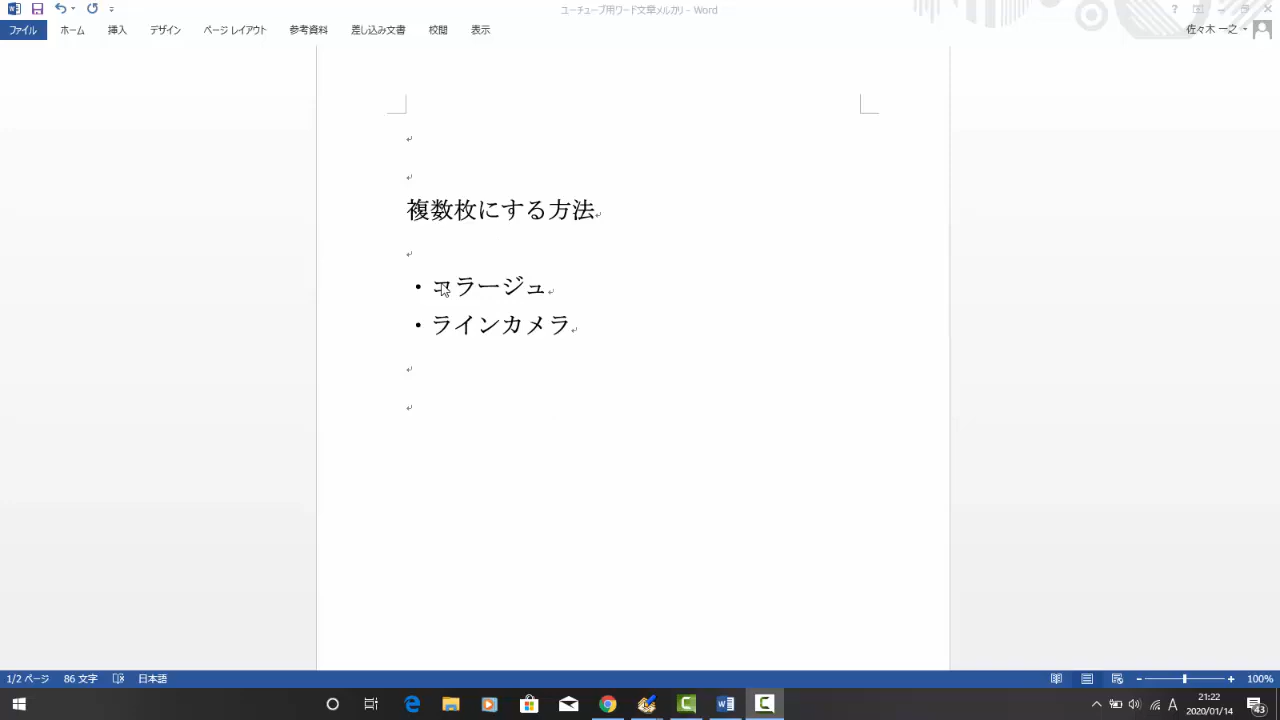 ユーチューブ用ワード文章メルカリ - Word
ファイル ホーム 挿入 デザイン ページ レイアウト 参考資料 差し込み文書 校閲 表示 佐々木 一之
複数枚にする方法
・コラージュ
・ラインカメラ
1/2 ページ 86 文字 日本語 100%
A 21:22
2020/01/14 43